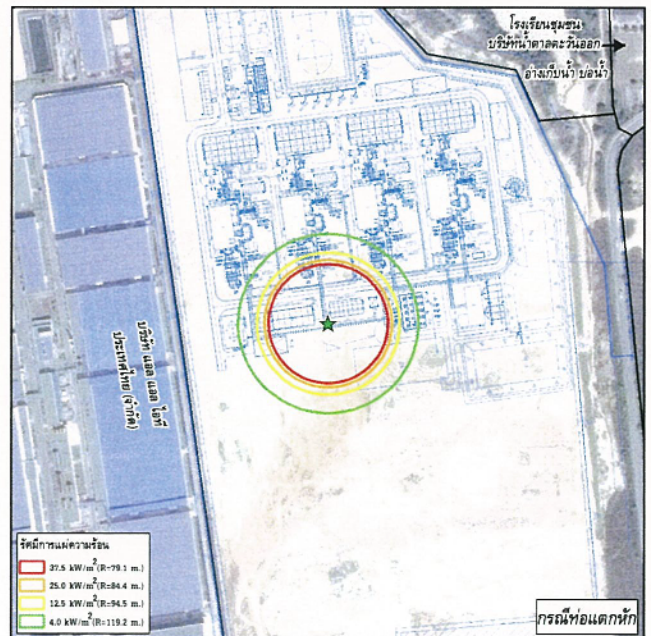 โรงเรียนชุมชน
บริษัทน้ำตาลตะวันออก
อ่างเก็บน้ำ บ่อน้ำ
บริษัท แอล แอล ไอที
ประเทศไทย (จำกัด)
รัศมีการแผ่ความร้อน
37.5 kW/m²(R=79.1 m.)
25.0 kW/m²(R=84.4 m.)
12.5 kW/m²(R=94.5 m.)
4.0 kW/m²(R=119.2 m.)
กรณีท่อแตกหัก